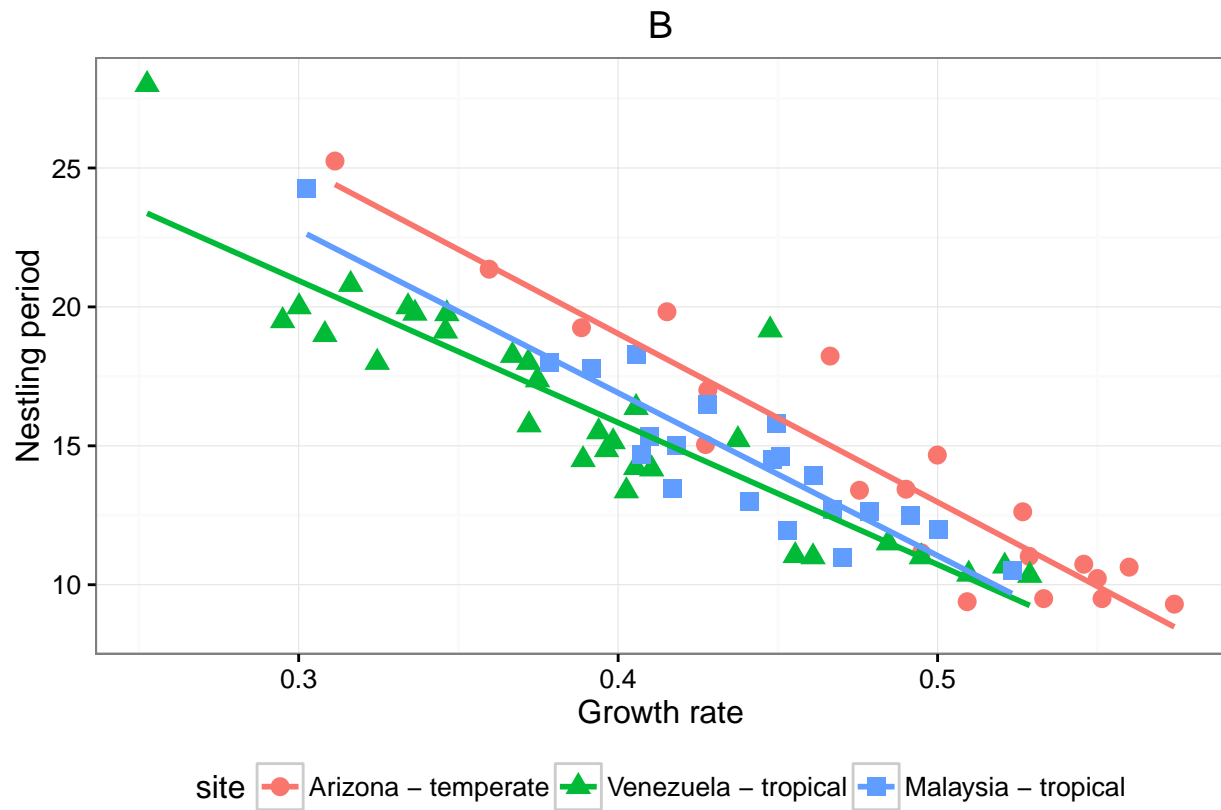 B
Nestling period
25
20
15
10
0.3 0.4 0.5
Growth rate
site Arizona − temperate Venezuela − tropical Malaysia − tropical